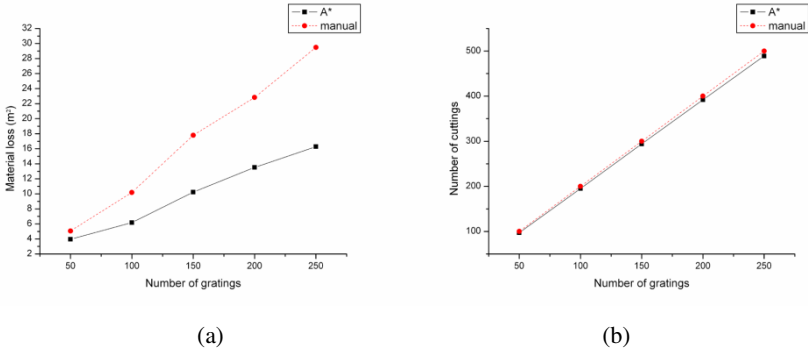 A*
manual
32
30
28
26
24
22
20
18
16
14
12
10
8
6
4
2
Material loss (m²)
50 100 150 200 250
Number of gratings
(a)
A*
manual
500
400
300
200
100
Number of cuttings
50 100 150 200 250
Number of gratings
(b)